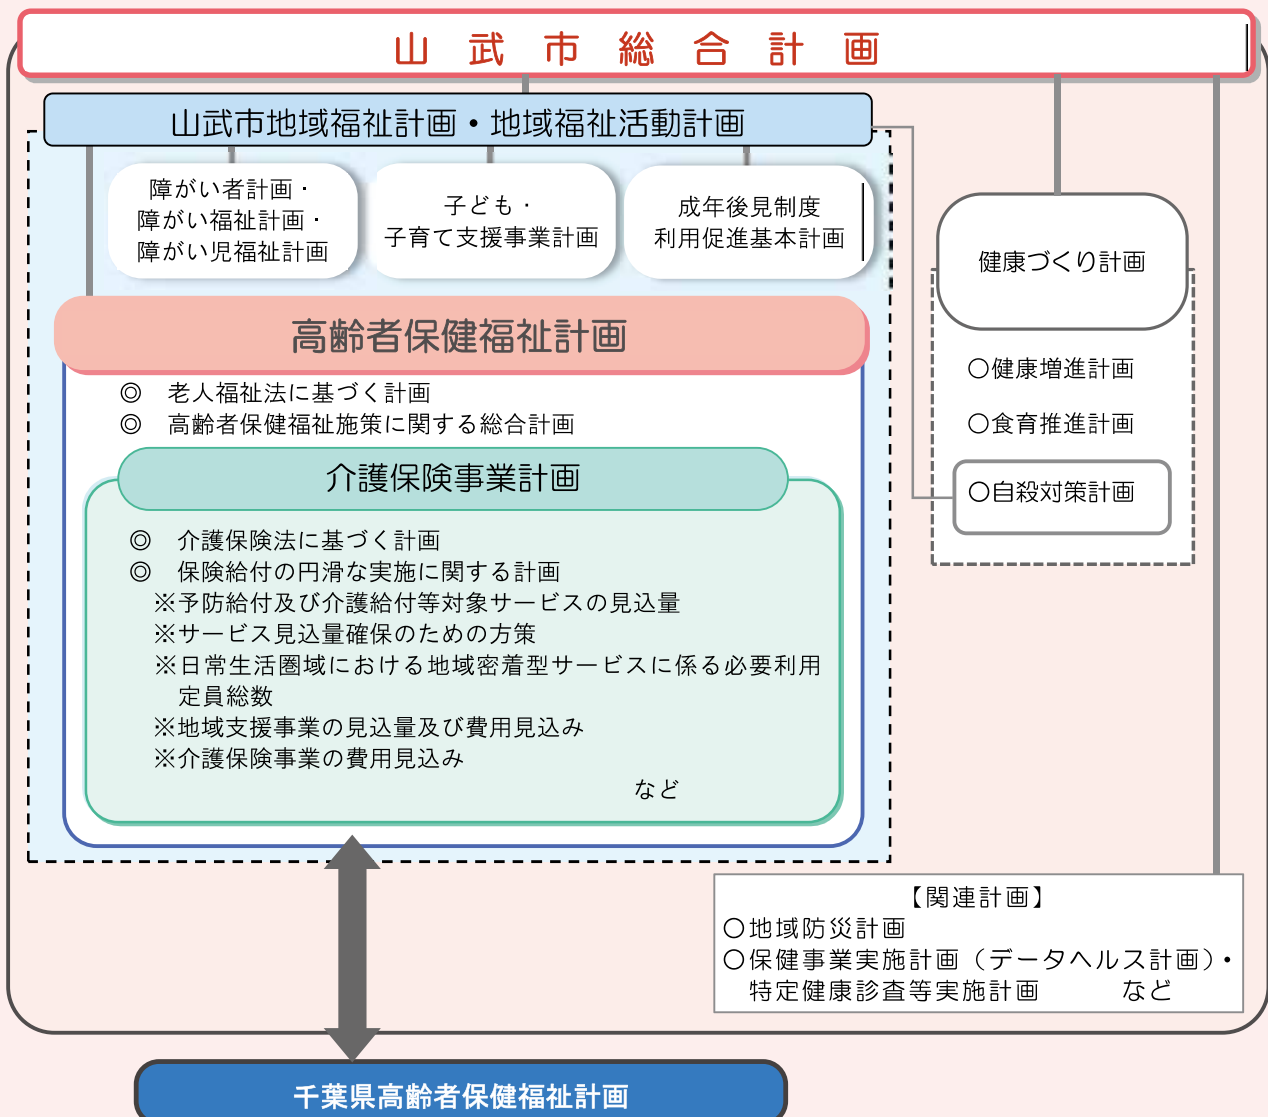 山武市総合計画
山武市地域福祉計画・地域福祉活動計画
障がい者計画・
障がい福祉計画・
障がい児福祉計画
子ども・
子育て支援事業計画
成年後見制度
利用促進基本計画
健康づくり計画
〇健康増進計画
〇食育推進計画
〇自殺対策計画
高齢者保健福祉計画
◎　老人福祉法に基づく計画
◎　高齢者保健福祉施策に関する総合計画
介護保険事業計画
◎　介護保険法に基づく計画
◎　保険給付の円滑な実施に関する計画
※予防給付及び介護給付等対象サービスの見込量
※サービス見込量確保のための方策
※日常生活圏域における地域密着型サービスに係る必要利用
定員総数
※地域支援事業の見込量及び費用見込み
※介護保険事業の費用見込み
など
【関連計画】
〇地域防災計画
〇保健事業実施計画（データヘルス計画）・
特定健康診査等実施計画　　　など
千葉県高齢者保健福祉計画